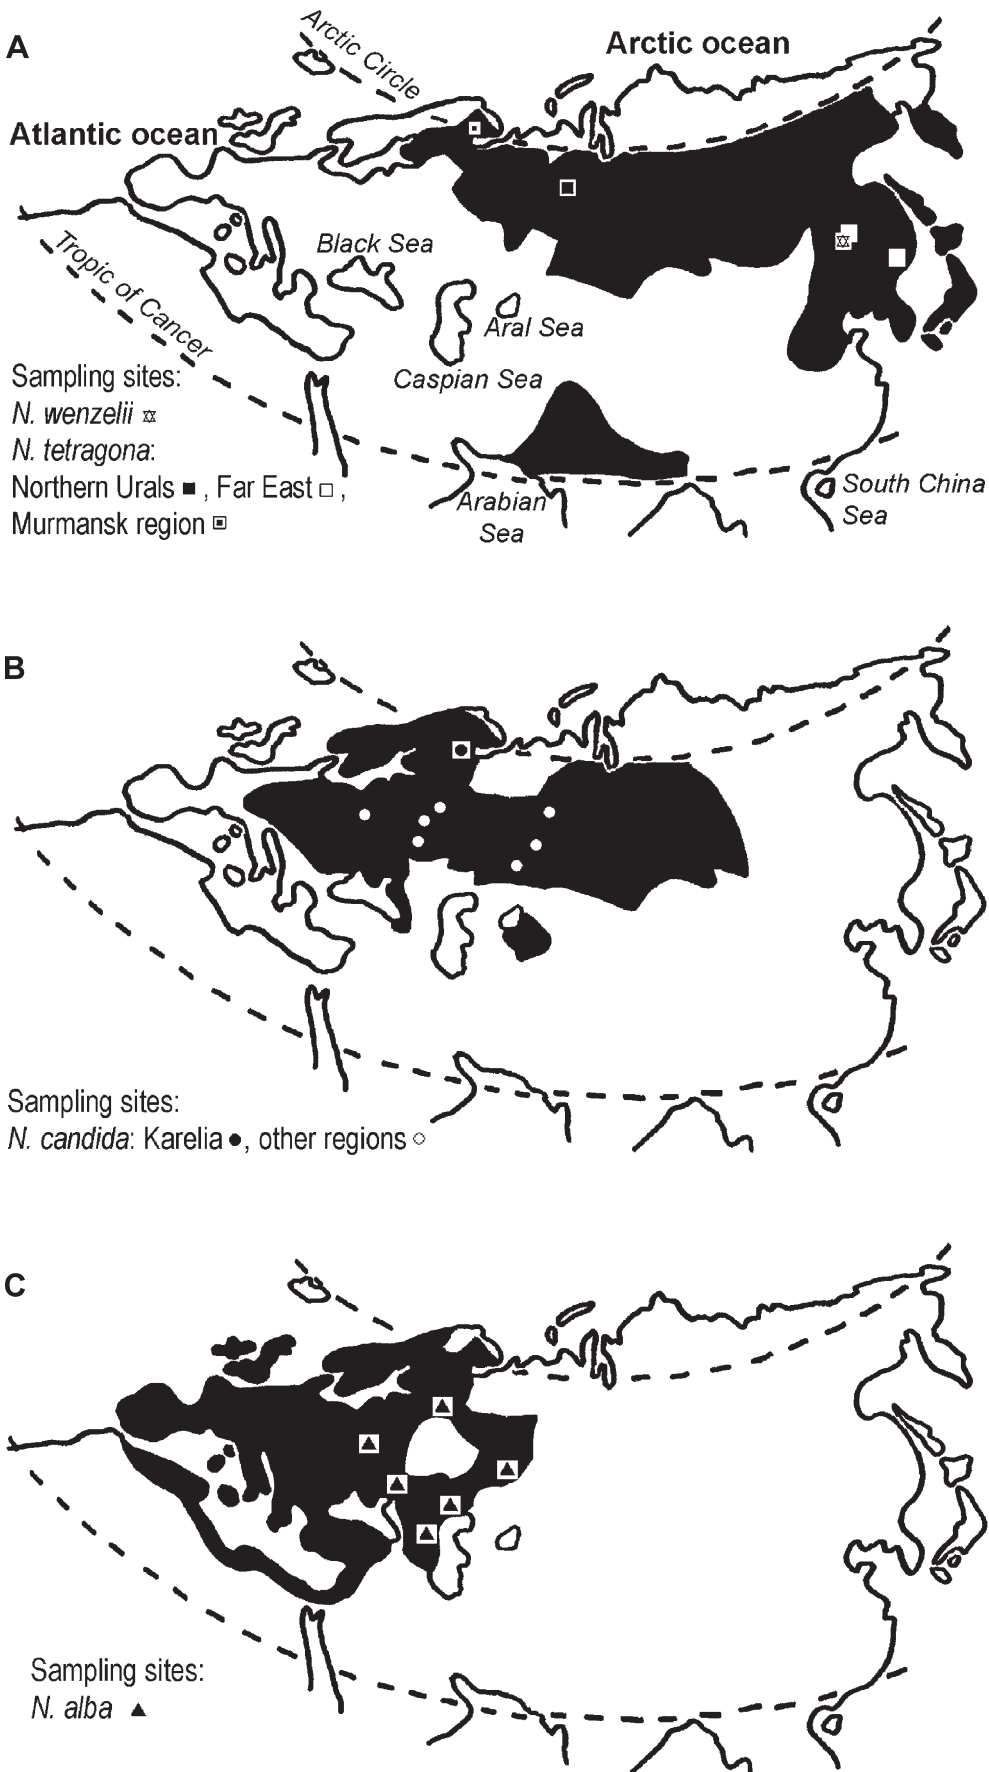 A
Arctic Circle
Arctic ocean
Atlantic ocean
Black Sea
Tropic of Cancer
Aral Sea
Caspian Sea
Sampling sites:
N. wenzelii ✡
N. tetragona:
Northern Urals ■ , Far East □ ,
Murmansk region ▣
Arabian
Sea
South China
Sea
B
Sampling sites:
N. candida: Karelia ●, other regions ○
C
Sampling sites:
N. alba ▲